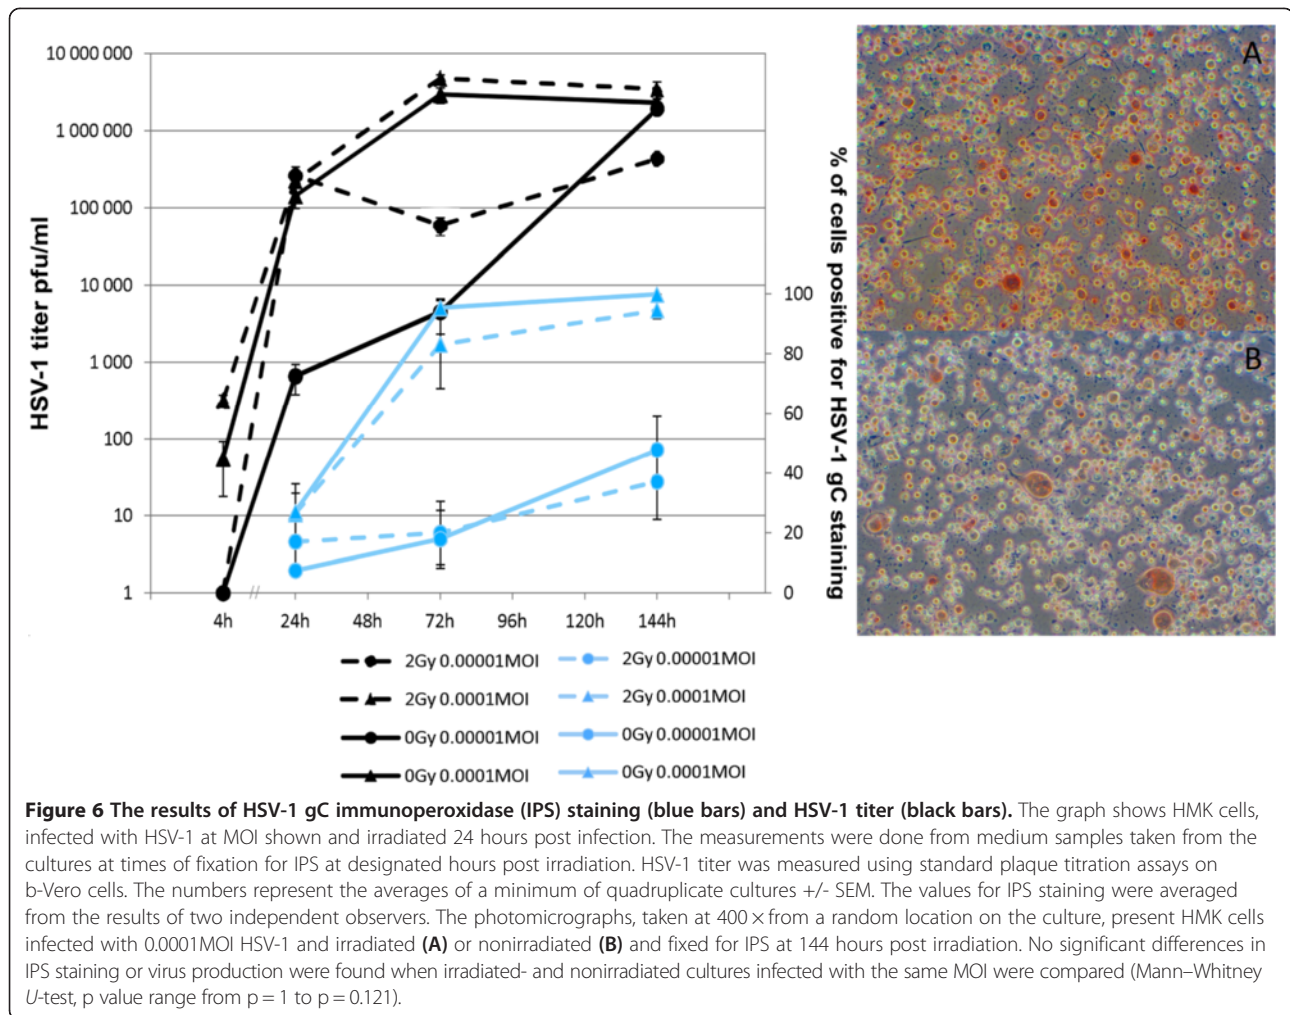 10 000 000
1 000 000
100 000
10 000
1 000
100
10
1
HSV-1 titer pfu/ml
100
80
60
40
20
0
% of cells positive for HSV-1 gC staining
4h 24h 48h 72h 96h 120h 144h
2Gy 0.00001MOI
2Gy 0.0001MOI
0Gy 0.00001MOI
0Gy 0.0001MOI
2Gy 0.00001MOI
2Gy 0.0001MOI
0Gy 0.00001MOI
0Gy 0.0001MOI
A
B
Figure 6 The results of HSV-1 gC immunoperoxidase (IPS) staining (blue bars) and HSV-1 titer (black bars). The graph shows HMK cells,
infected with HSV-1 at MOI shown and irradiated 24 hours post infection. The measurements were done from medium samples taken from the
cultures at times of fixation for IPS at designated hours post irradiation. HSV-1 titer was measured using standard plaque titration assays on
b-Vero cells. The numbers represent the averages of a minimum of quadruplicate cultures +/- SEM. The values for IPS staining were averaged
from the results of two independent observers. The photomicrographs, taken at 400 × from a random location on the culture, present HMK cells
infected with 0.0001MOI HSV-1 and irradiated (A) or nonirradiated (B) and fixed for IPS at 144 hours post irradiation. No significant differences in
IPS staining or virus production were found when irradiated- and nonirradiated cultures infected with the same MOI were compared (Mann–Whitney
U-test, p value range from p = 1 to p = 0.121).